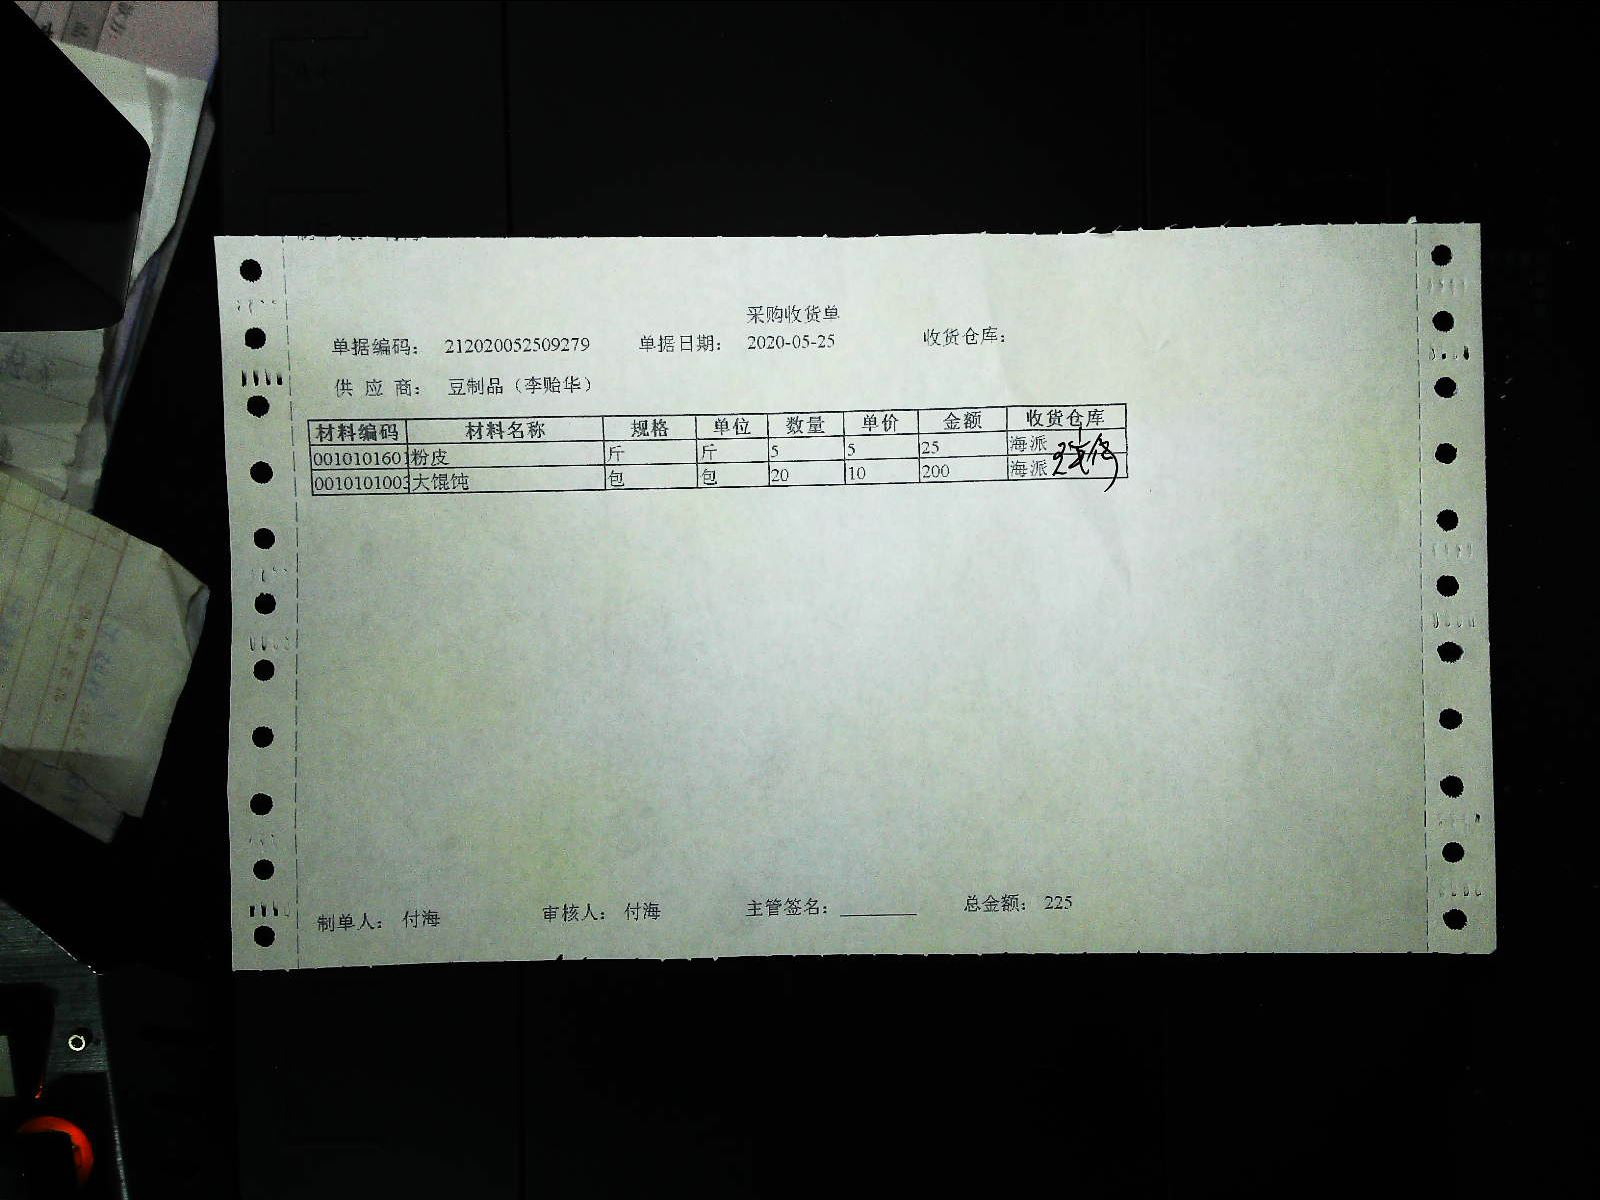 采购收货单
单据编码： 212020052509279 单据日期： 2020-05-25 收货仓库：
供 应 商： 豆制品（李贻华）
材料编码 材料名称 规格 单位 数量 单价 金额 收货仓库
0010101601 粉皮 斤 斤 5 5 25 海派
0010101003 大馄饨 包 包 20 10 200 海派
制单人： 付海 审核人： 付海 主管签名： 总金额： 225